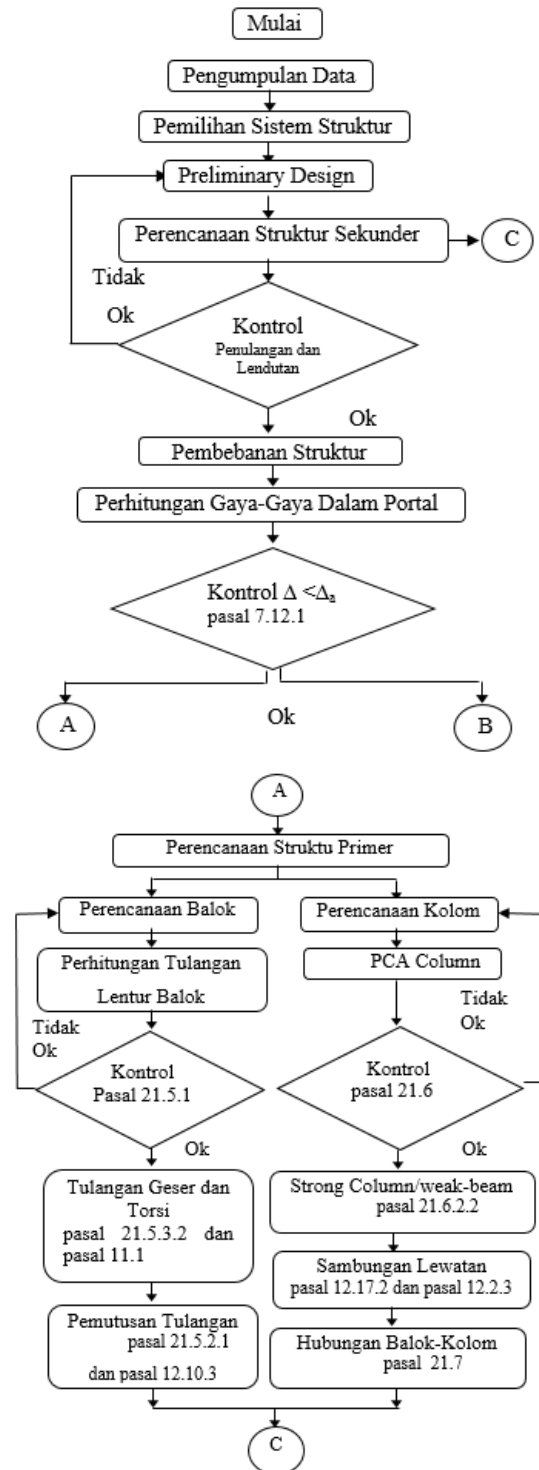 Mulai
Pengumpulan Data
Pemilihan Sistem Struktur
Preliminary Design
Perencanaan Struktur Sekunder
C
Tidak
Ok
Kontrol
Penulangan dan
Lendutan
Ok
Pembebanan Struktur
Perhitungan Gaya-Gaya Dalam Portal
Kontrol Δ <Δₐ
pasal 7.12.1
A
Ok
B
A
Perencanaan Struktu Primer
Perencanaan Balok
Perhitungan Tulangan
Lentur Balok
Tidak
Ok
Kontrol
Pasal 21.5.1
Ok
Tulangan Geser dan
Torsi
pasal 21.5.3.2 dan
pasal 11.1
Pemutusan Tulangan
pasal 21.5.2.1
dan pasal 12.10.3
Perencanaan Kolom
PCA Column
Tidak
Ok
Kontrol
pasal 21.6
Ok
Strong Column/weak-beam
pasal 21.6.2.2
Sambungan Lewatan
pasal 12.17.2 dan pasal 12.2.3
Hubungan Balok-Kolom
pasal 21.7
C